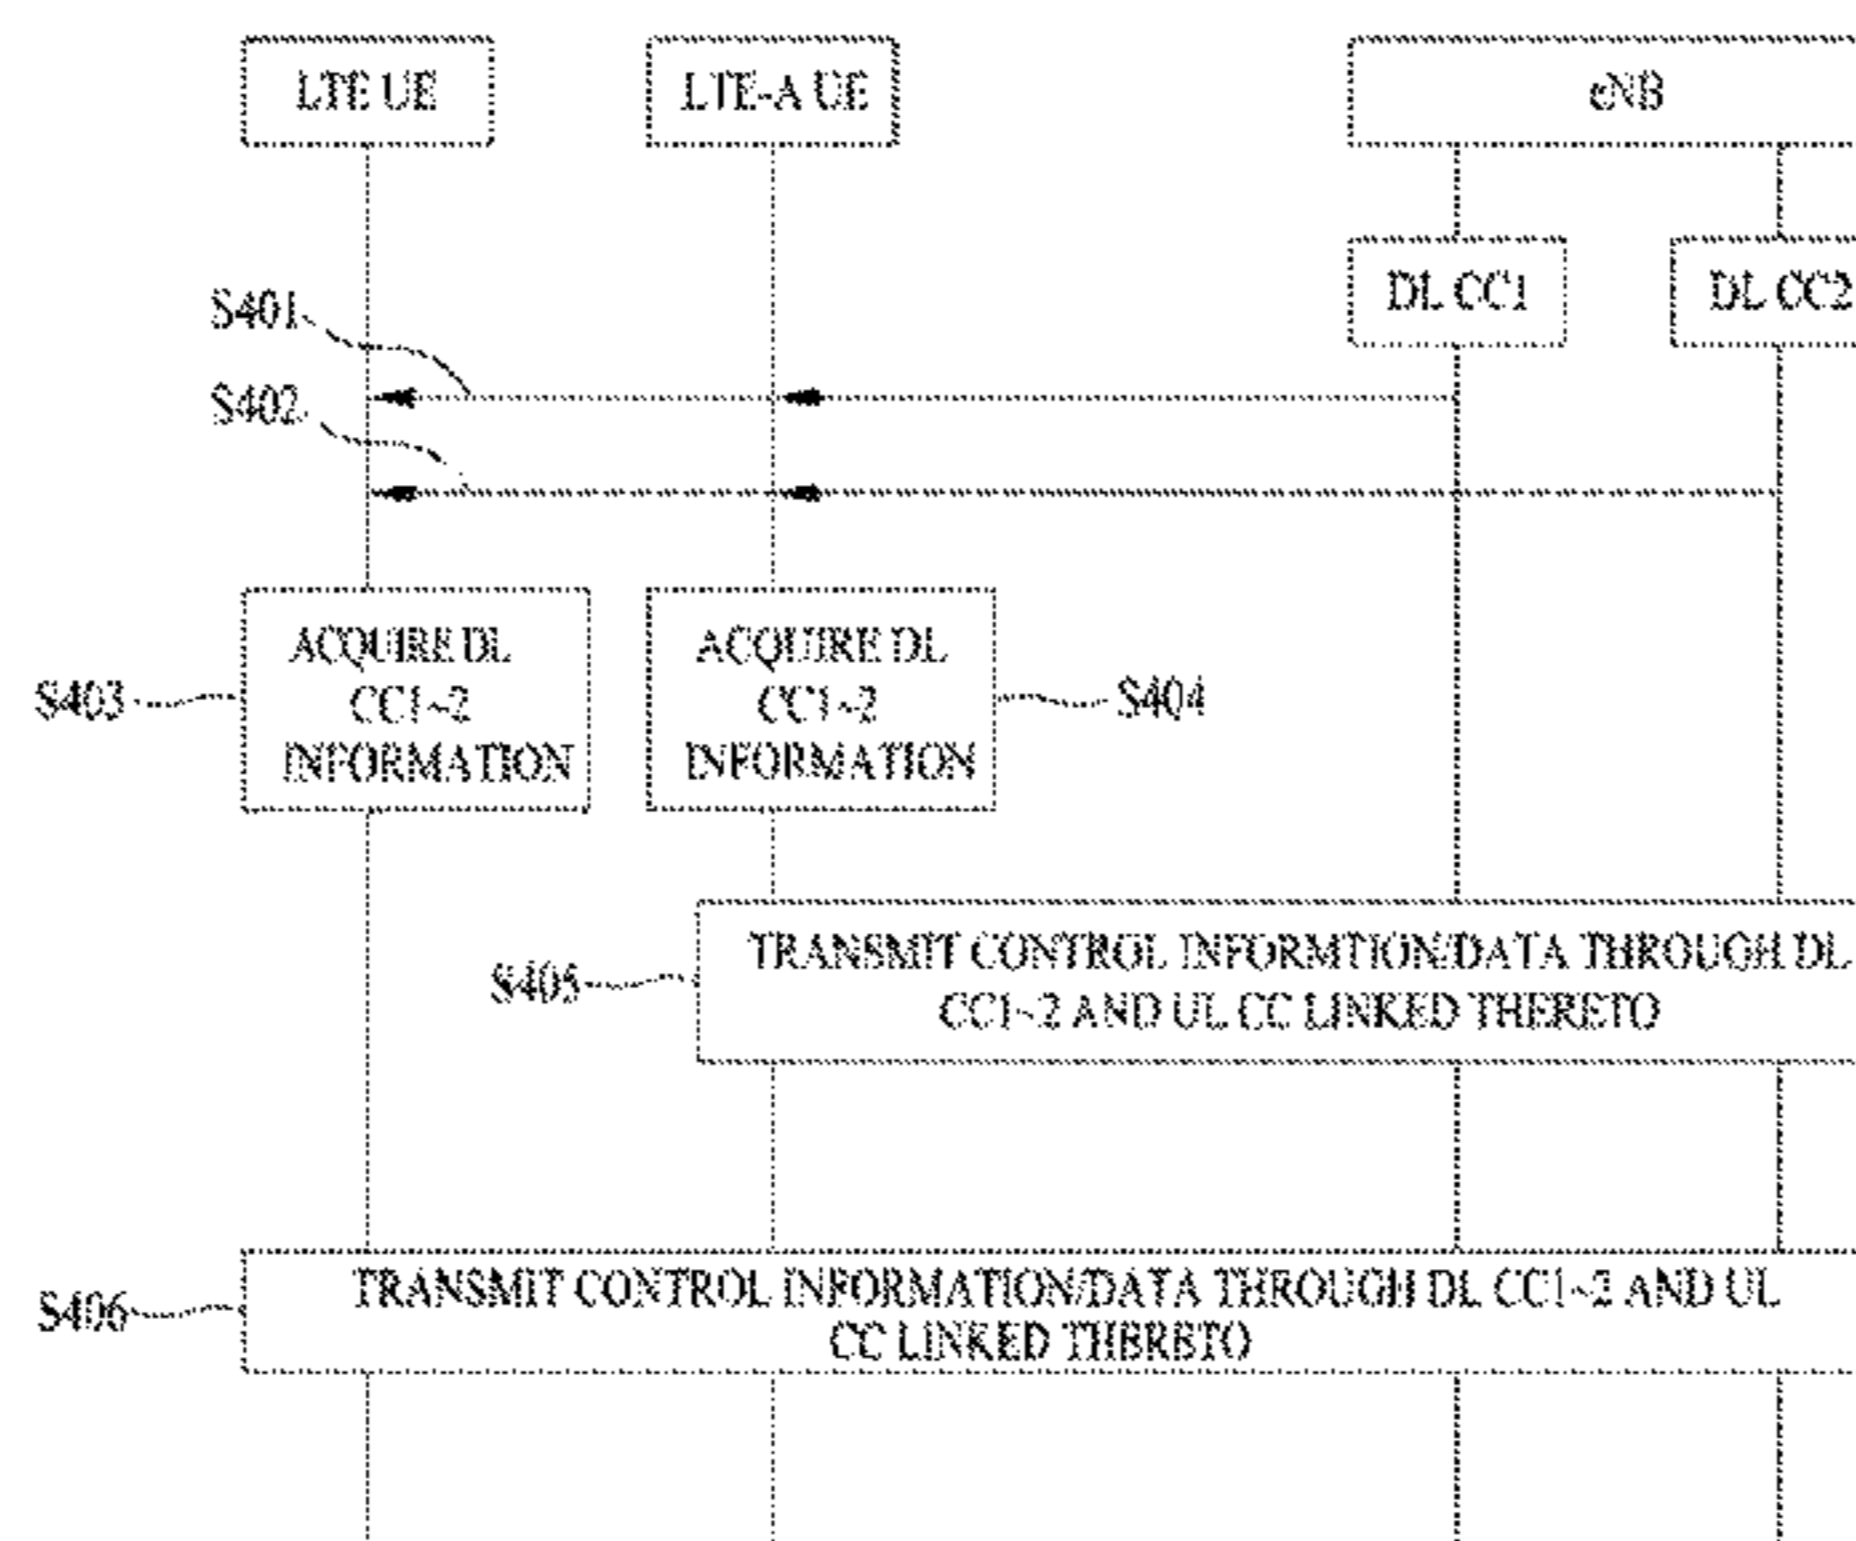 LTE UE
LTE-A UE
eNB
DL CC1
DL CC2
S401
S402
ACQUIRE DL
CC1~2
INFORMATION
S403
ACQUIRE DL
CC1~2
INFORMATION
S404
TRANSMIT CONTROL INFORMTION/DATA THROUGH DL
CC1~2 AND UL CC LINKED THERETO
S405
TRANSMIT CONTROL INFORMATION/DATA THROUGH DL CC1~2 AND UL
CC LINKED THERETO
S406